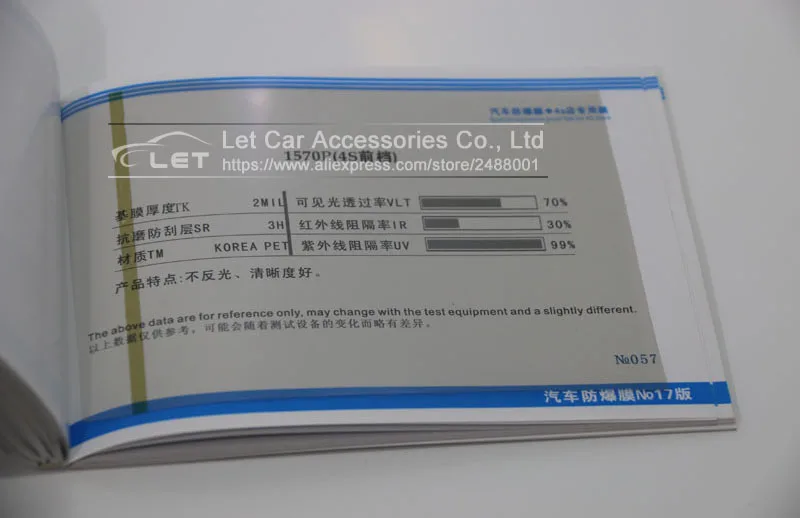 汽车防爆膜★4s店专用膜
LET
Let Car Accessories Co., Ltd
https://www.aliexpress.com/store/2488001
1570P(4S前档)
基膜厚度TK 2MIL 可见光透过率VLT 70%
抗磨防刮层SR 3H 红外线阻隔率IR 30%
材质TM KOREA PET 紫外线阻隔率UV 99%
产品特点:不反光、清晰度好。
The above data are for reference only, may change with the test equipment and a slightly different.
以上数据仅供参考,可能会随着测试设备的变化而略有差异。
№057
汽车防爆膜No17版